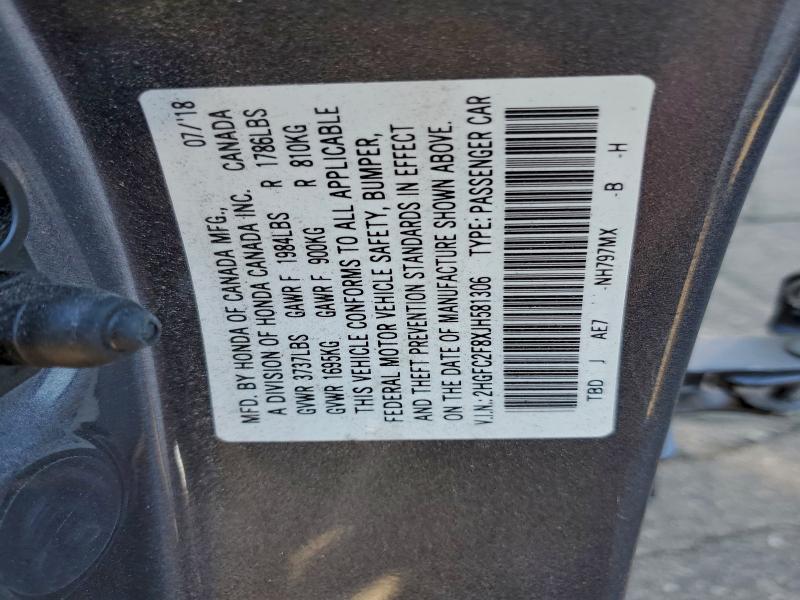 MFD. BY HONDA OF CANADA MFG., 07/'18
A DIVISION OF HONDA CANADA INC. CANADA
GVWR 3737LBS GAWR F 1984LBS R 1786LBS
GVWR 1695KG GAWR F 900KG R 810KG
THIS VEHICLE CONFORMS TO ALL APPLICABLE
FEDERAL MOTOR VEHICLE SAFETY, BUMPER,
AND THEFT PREVENTION STANDARDS IN EFFECT
ON THE DATE OF MANUFACTURE SHOWN ABOVE.
V.I.N.: 2HGFC2F8XJH581306 TYPE: PASSENGER CAR
TBD J AE7 -NH797MX -B -H